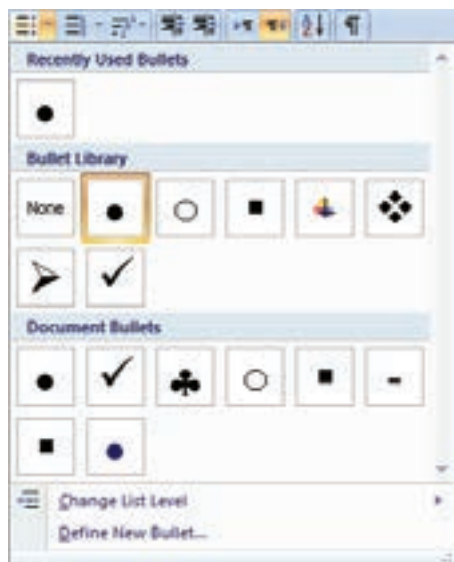 Recently Used Bullets
Bullet Library
None
Document Bullets
Change List Level
Define New Bullet...